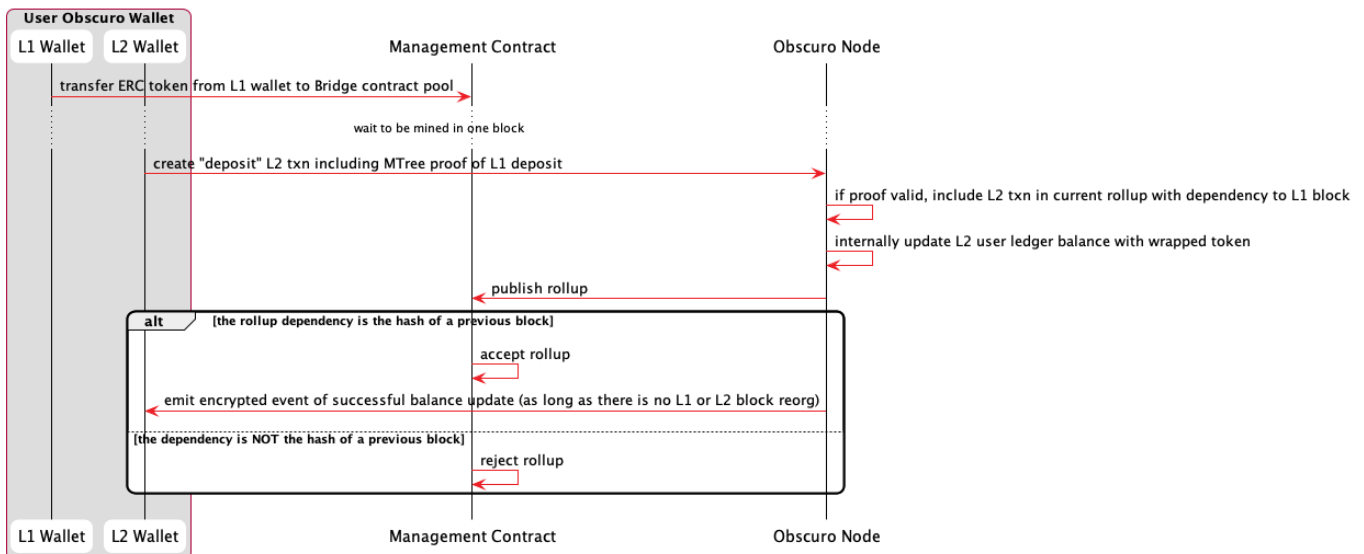 User Obscuro Wallet
L1 Wallet L2 Wallet Management Contract Obscuro Node
transfer ERC token from L1 wallet to Bridge contract pool
wait to be mined in one block
create "deposit" L2 txn including MTree proof of L1 deposit
if proof valid, include L2 txn in current rollup with dependency to L1 block
internally update L2 user ledger balance with wrapped token
publish rollup
alt [the rollup dependency is the hash of a previous block]
accept rollup
emit encrypted event of successful balance update (as long as there is no L1 or L2 block reorg)
[the dependency is NOT the hash of a previous block]
reject rollup
L1 Wallet L2 Wallet Management Contract Obscuro Node